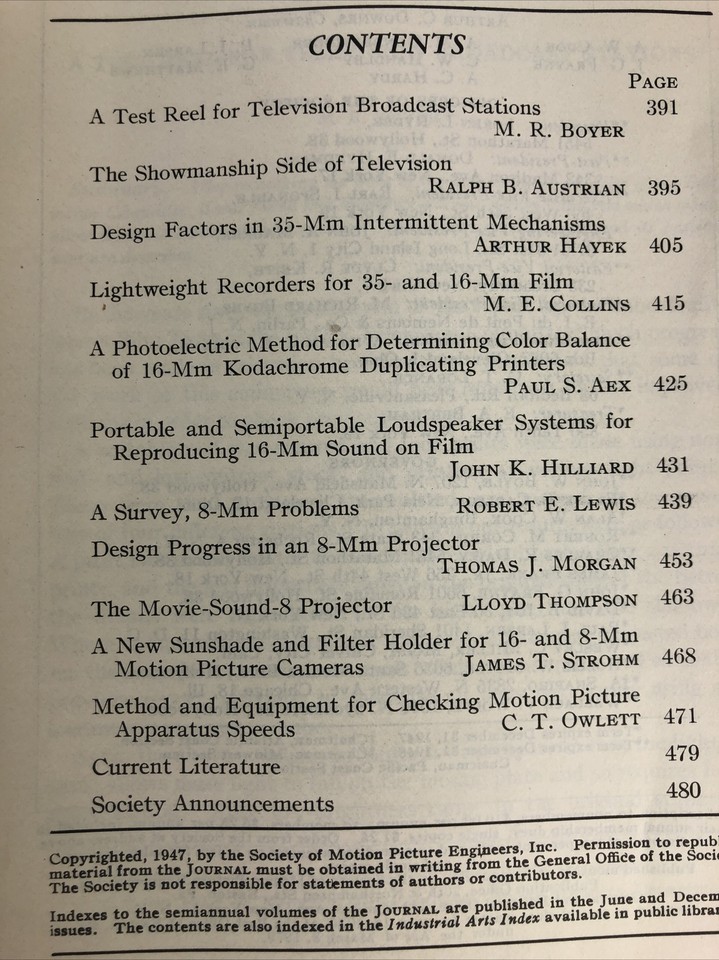 CONTENTS
PAGE
A Test Reel for Television Broadcast Stations 391
M. R. BOYER
The Showmanship Side of Television
RALPH B. AUSTRIAN 395
Design Factors in 35-Mm Intermittent Mechanisms
ARTHUR HAYEK 405
Lightweight Recorders for 35- and 16-Mm Film
M. E. COLLINS 415
A Photoelectric Method for Determining Color Balance
of 16-Mm Kodachrome Duplicating Printers
PAUL S. AEX 425
Portable and Semiportable Loudspeaker Systems for
Reproducing 16-Mm Sound on Film
JOHN K. HILLIARD 431
A Survey, 8-Mm Problems ROBERT E. LEWIS 439
Design Progress in an 8-Mm Projector
THOMAS J. MORGAN 453
The Movie-Sound-8 Projector LLOYD THOMPSON 463
A New Sunshade and Filter Holder for 16- and 8-Mm
Motion Picture Cameras JAMES T. STROHM 468
Method and Equipment for Checking Motion Picture
Apparatus Speeds C. T. OWLETT 471
Current Literature 479
Society Announcements 480
Copyrighted, 1947, by the Society of Motion Picture Engineers, Inc. Permission to repub
material from the JOURNAL must be obtained in writing from the General Office of the Socie
The Society is not responsible for statements of authors or contributors.
Indexes to the semiannual volumes of the JOURNAL are published in the June and Decem
issues. The contents are also indexed in the Industrial Arts Index available in public librar